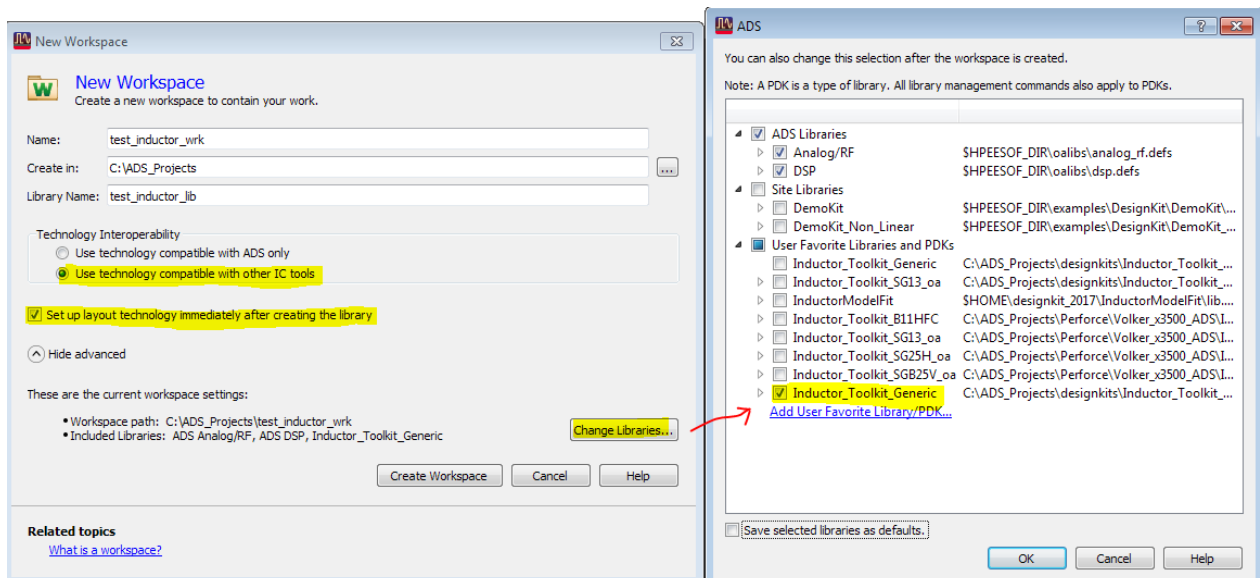 New Workspace
W
New Workspace
Create a new workspace to contain your work.
Name: test_inductor_wrk
Create in: C:\ADS_Projects ...
Library Name: test_inductor_lib
Technology Interoperability
Use technology compatible with ADS only
Use technology compatible with other IC tools
Set up layout technology immediately after creating the library
Hide advanced
These are the current workspace settings:
• Workspace path: C:\ADS_Projects\test_inductor_wrk
• Included Libraries: ADS Analog/RF, ADS DSP, Inductor_Toolkit_Generic
Change Libraries...
Create Workspace Cancel Help
Related topics
What is a workspace?
ADS
You can also change this selection after the workspace is created.
Note: A PDK is a type of library. All library management commands also apply to PDKs.
ADS Libraries
Analog/RF $HPEESOF_DIR\oalibs\analog_rf.defs
DSP $HPEESOF_DIR\oalibs\dsp.defs
Site Libraries
DemoKit $HPEESOF_DIR\examples\DesignKit\DemoKit\...
DemoKit_Non_Linear $HPEESOF_DIR\examples\DesignKit\DemoKit_...
User Favorite Libraries and PDKs
Inductor_Toolkit_Generic C:\ADS_Projects\designkits\Inductor_Toolkit_...
Inductor_Toolkit_SG13_oa C:\ADS_Projects\designkits\Inductor_Toolkit_...
InductorModelFit $HOME\designkit_2017\InductorModelFit\lib....
Inductor_Toolkit_B11HFC C:\ADS_Projects\Perforce\Volker_x3500_ADS\I...
Inductor_Toolkit_SG13_oa C:\ADS_Projects\Perforce\Volker_x3500_ADS\I...
Inductor_Toolkit_SG25H_oa C:\ADS_Projects\Perforce\Volker_x3500_ADS\I...
Inductor_Toolkit_SGB25V_oa C:\ADS_Projects\Perforce\Volker_x3500_ADS\I...
Inductor_Toolkit_Generic C:\ADS_Projects\designkits\Inductor_Toolkit_...
Add User Favorite Library/PDK...
Save selected libraries as defaults.
OK Cancel Help